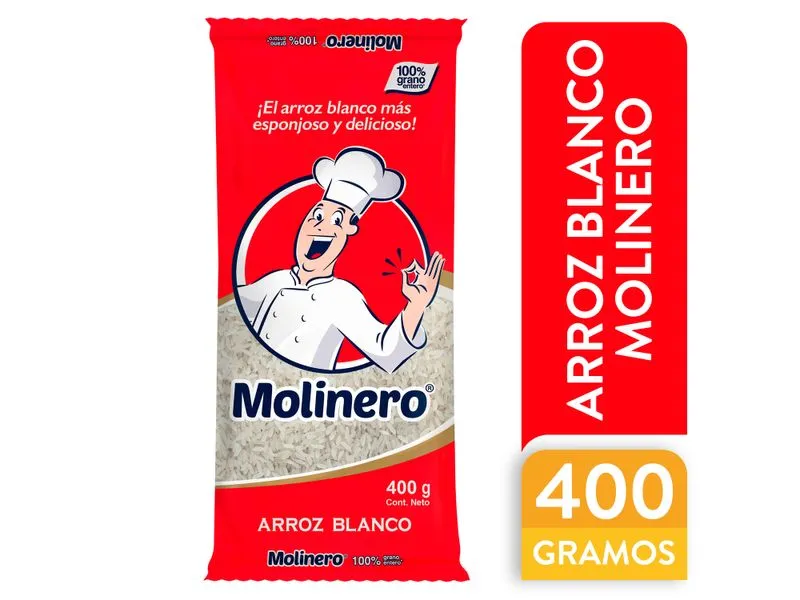 Molinero® 100% grano entero*
100%
grano
entero*
¡El arroz blanco más
esponjoso y delicioso!
Molinero®
400 g
Cont. Neto
ARROZ BLANCO
Molinero® 100% grano entero*
ARROZ BLANCO
MOLINERO
400
GRAMOS